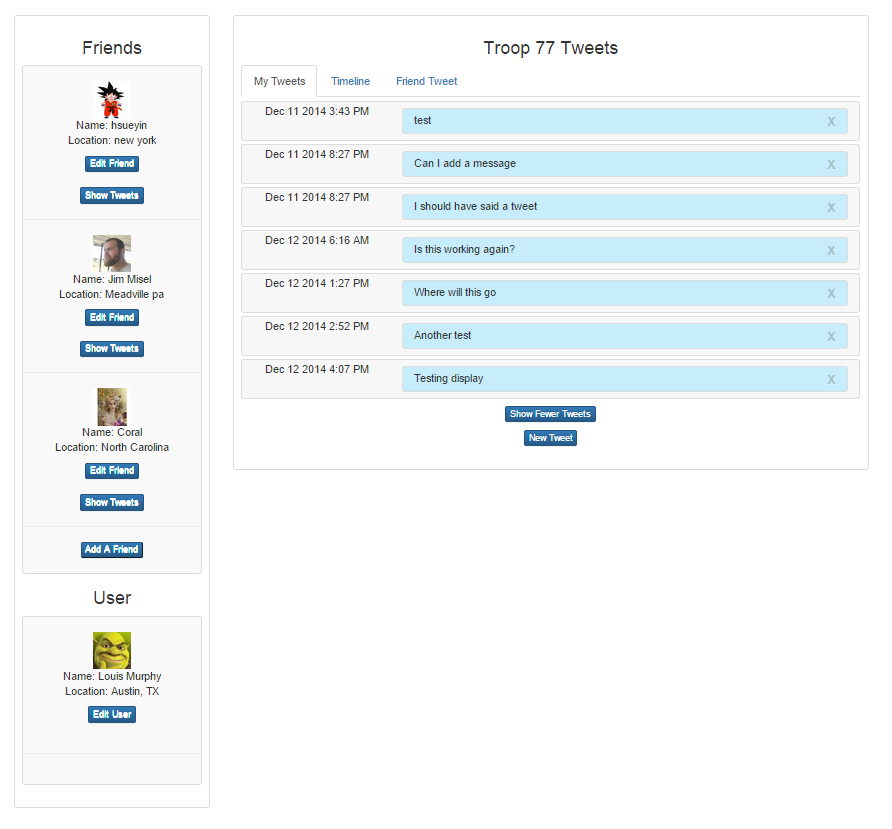 Friends
Name: hsueyin
Location: new york
Edit Friend
Show Tweets
Name: Jim Misel
Location: Meadville pa
Edit Friend
Show Tweets
Name: Coral
Location: North Carolina
Edit Friend
Show Tweets
Add A Friend
User
Name: Louis Murphy
Location: Austin, TX
Edit User
Troop 77 Tweets
My Tweets Timeline Friend Tweet
Dec 11 2014 3:43 PM test X
Dec 11 2014 8:27 PM Can I add a message X
Dec 11 2014 8:27 PM I should have said a tweet X
Dec 12 2014 6:16 AM Is this working again? X
Dec 12 2014 1:27 PM Where will this go X
Dec 12 2014 2:52 PM Another test X
Dec 12 2014 4:07 PM Testing display X
Show Fewer Tweets
New Tweet